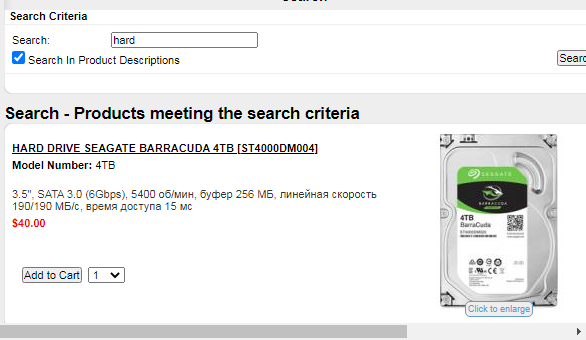 Search Criteria
Search:
hard
Search In Product Descriptions
Search - Products meeting the search criteria
HARD DRIVE SEAGATE BARRACUDA 4TB [ST4000DM004]
Model Number: 4TB
3.5", SATA 3.0 (6Gbps), 5400 об/мин, буфер 256 МБ, линейная скорость
190/190 МБ/с, время доступа 15 мс
$40.00
Add to Cart 1
SEAGATE
BARRACUDA
4TB
BarraCuda
Click to enlarge